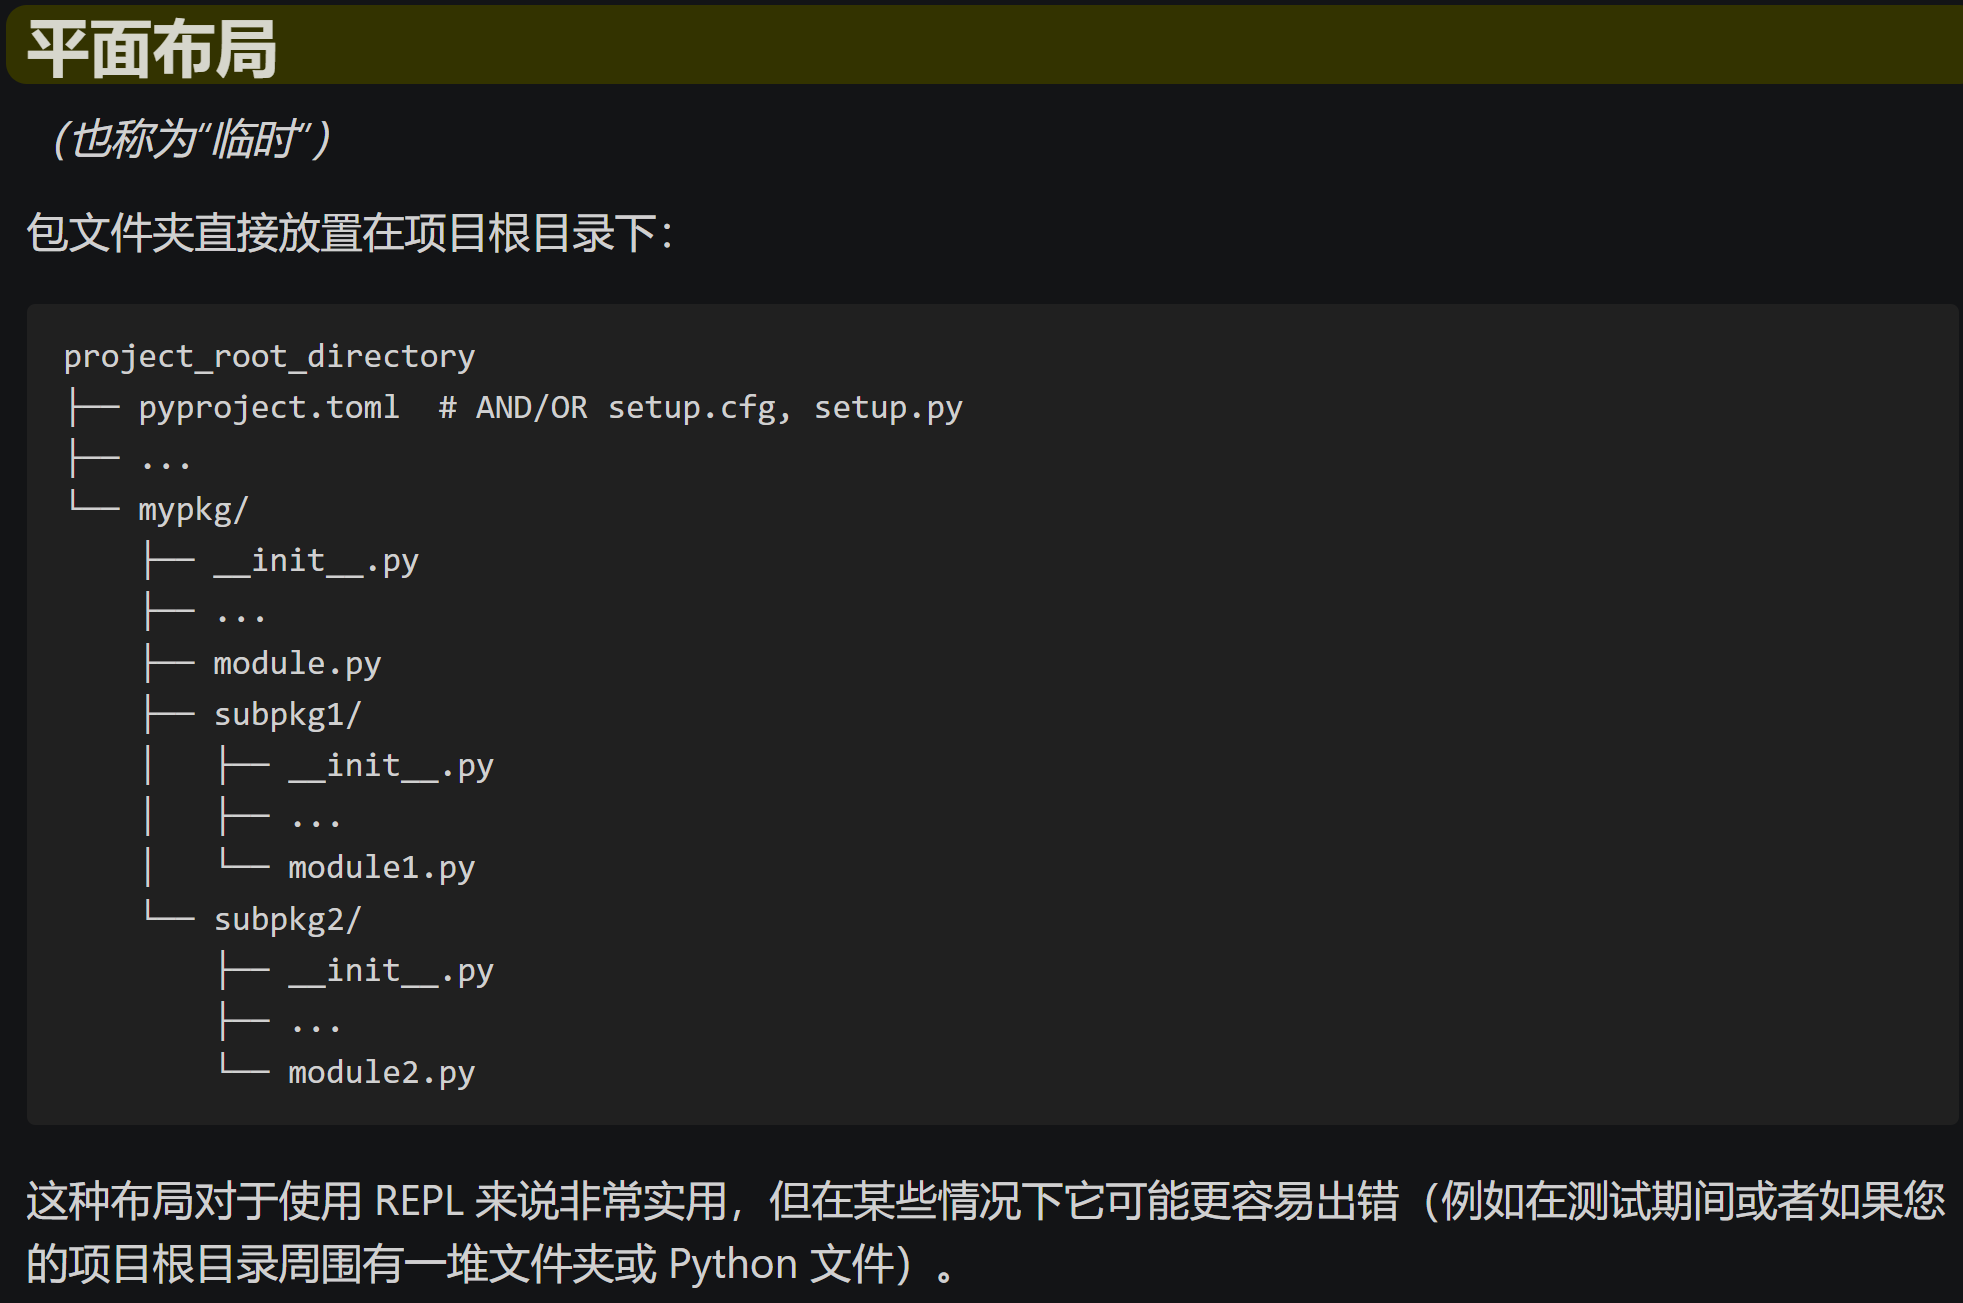 平面布局
（也称为“临时”）
包文件夹直接放置在项目根目录下：
project_root_directory
├── pyproject.toml  # AND/OR setup.cfg, setup.py
├── ...
└── mypkg/
    ├── __init__.py
    ├── ...
    ├── module.py
    ├── subpkg1/
    │   ├── __init__.py
    │   ├── ...
    │   └── module1.py
    └── subpkg2/
        ├── __init__.py
        ├── ...
        └── module2.py
这种布局对于使用 REPL 来说非常实用，但在某些情况下它可能更容易出错（例如在测试期间或者如果您
的项目根目录周围有一堆文件夹或 Python 文件）。